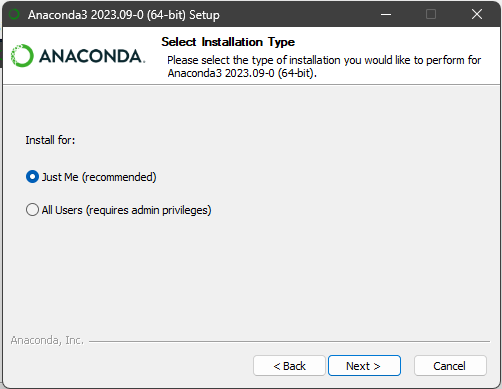 Anaconda3 2023.09-0 (64-bit) Setup
ANACONDA.
Select Installation Type
Please select the type of installation you would like to perform for
Anaconda3 2023.09-0 (64-bit).
Install for:
Just Me (recommended)
All Users (requires admin privileges)
Anaconda, Inc.
< Back
Next >
Cancel